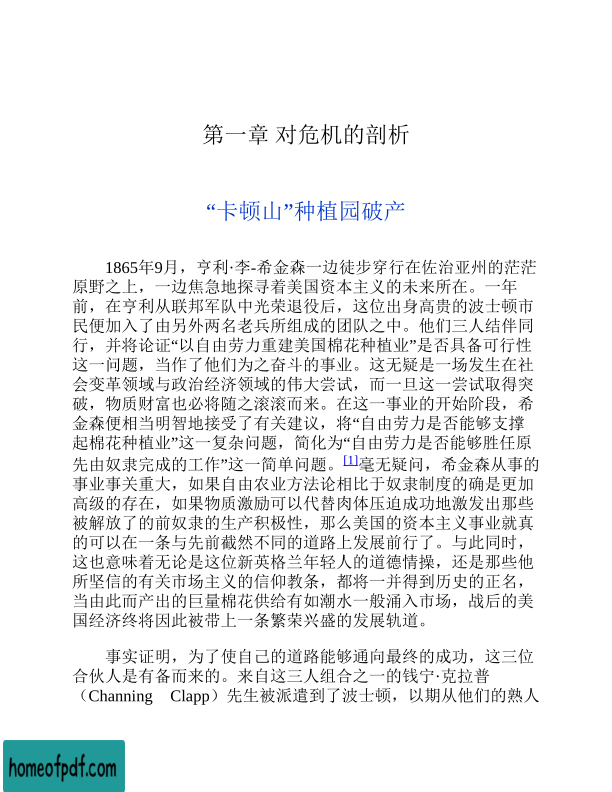 第一章 对危机的剖析
“卡顿山”种植园破产
1865年9月，亨利·李-希金森一边徒步穿行在佐治亚州的茫茫
原野之上，一边焦急地探寻着美国资本主义的未来所在。一年
前，在亨利从联邦军队中光荣退役后，这位出身高贵的波士顿市
民便加入了由另外两名老兵所组成的团队之中。他们三人结伴同
行，并将论证“以自由劳力重建美国棉花种植业”是否具备可行性
这一问题，当作了他们为之奋斗的事业。这无疑是一场发生在社
会变革领域与政治经济领域的伟大尝试，而一旦这一尝试取得突
破，物质财富也必将随之滚滚而来。在这一事业的开始阶段，希
金森便相当明智地接受了有关建议，将“自由劳力是否能够支撑
起棉花种植业”这一复杂问题，简化为“自由劳力是否能够胜任原
先由奴隶完成的工作”这一简单问题。[1]毫无疑问，希金森从事的
事业事关重大，如果自由农业方法论相比于奴隶制度的确是更加
高级的存在，如果物质激励可以代替肉体压迫成功地激发出那些
被解放了的前奴隶的生产积极性，那么美国的资本主义事业就真
的可以在一条与先前截然不同的道路上发展前行了。与此同时，
这也意味着无论是这位新英格兰年轻人的道德情操，还是那些他
所坚信的有关市场主义的信仰教条，都将一并得到历史的正名，
当由此而产出的巨量棉花供给有如潮水一般涌入市场，战后的美
国经济终将因此被带上一条繁荣兴盛的发展轨道。
事实证明，为了使自己的道路能够通向最终的成功，这三位
合伙人是有备而来的。来自这三人组合之一的钱宁·克拉普
（Channing Clapp）先生被派遣到了波士顿，以期从他们的熟人
homeofpdf.com